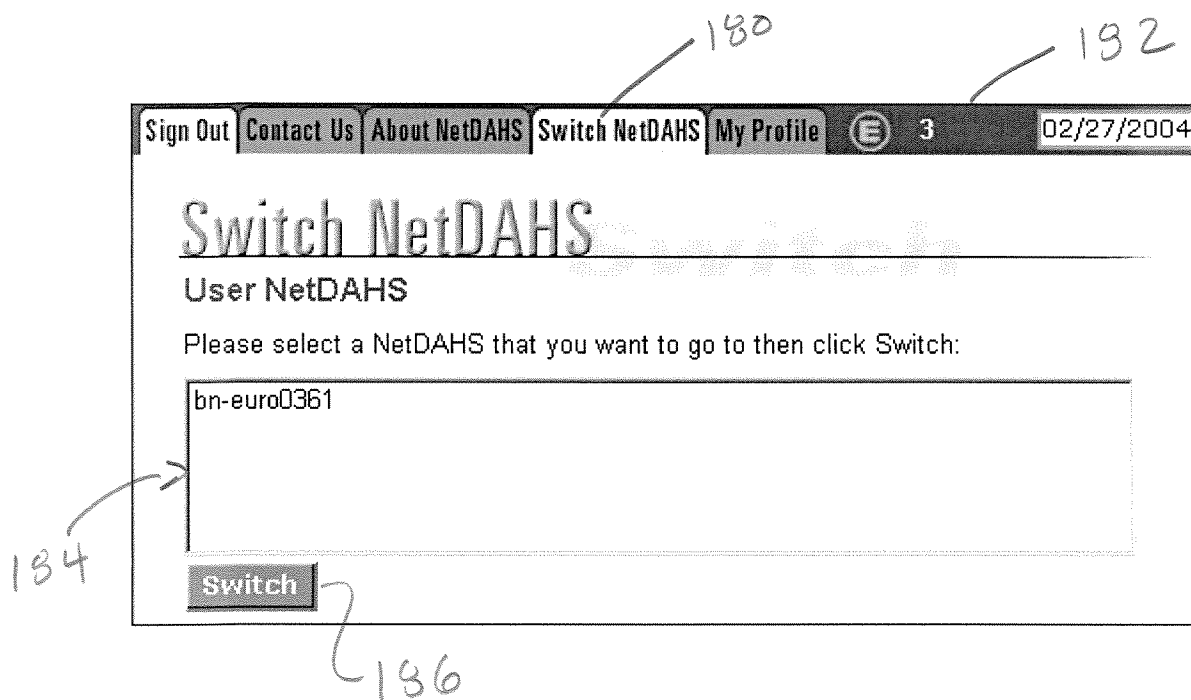 180
182
Sign Out Contact Us About NetDAHS Switch NetDAHS My Profile E 3 02/27/2004
Switch NetDAHS Switch
User NetDAHS
Please select a NetDAHS that you want to go to then click Switch:
bn-euro0361
184
Switch
186